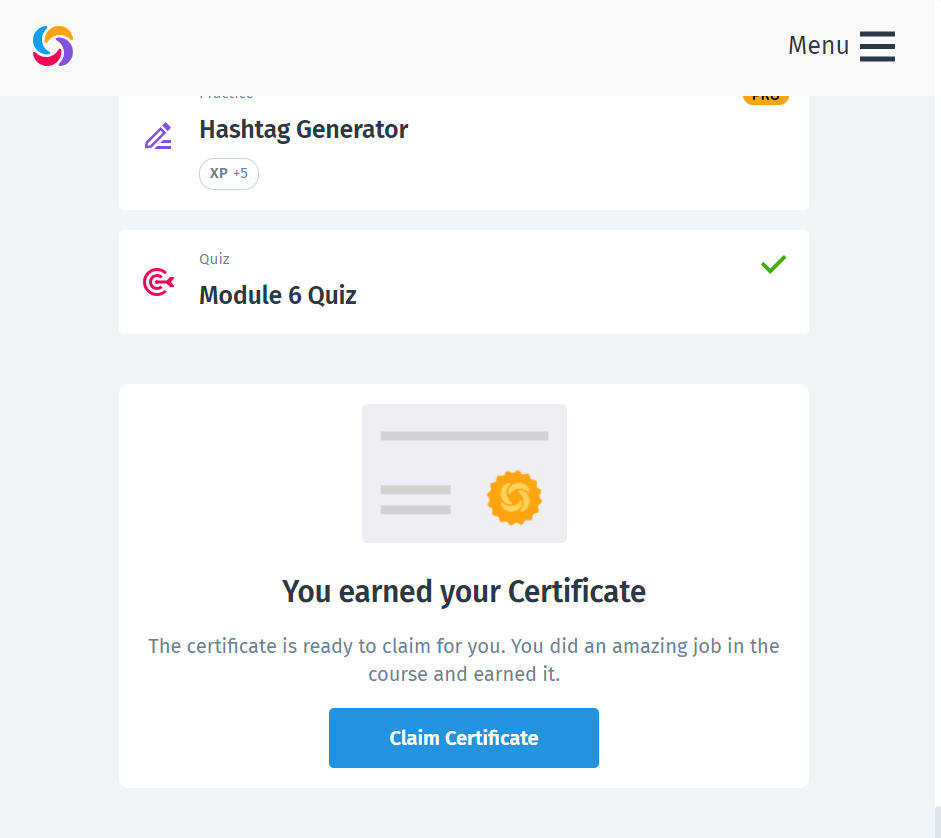 Menu
Practice
PRO
Hashtag Generator
XP +5
Quiz
Module 6 Quiz
You earned your Certificate
The certificate is ready to claim for you. You did an amazing job in the
course and earned it.
Claim Certificate